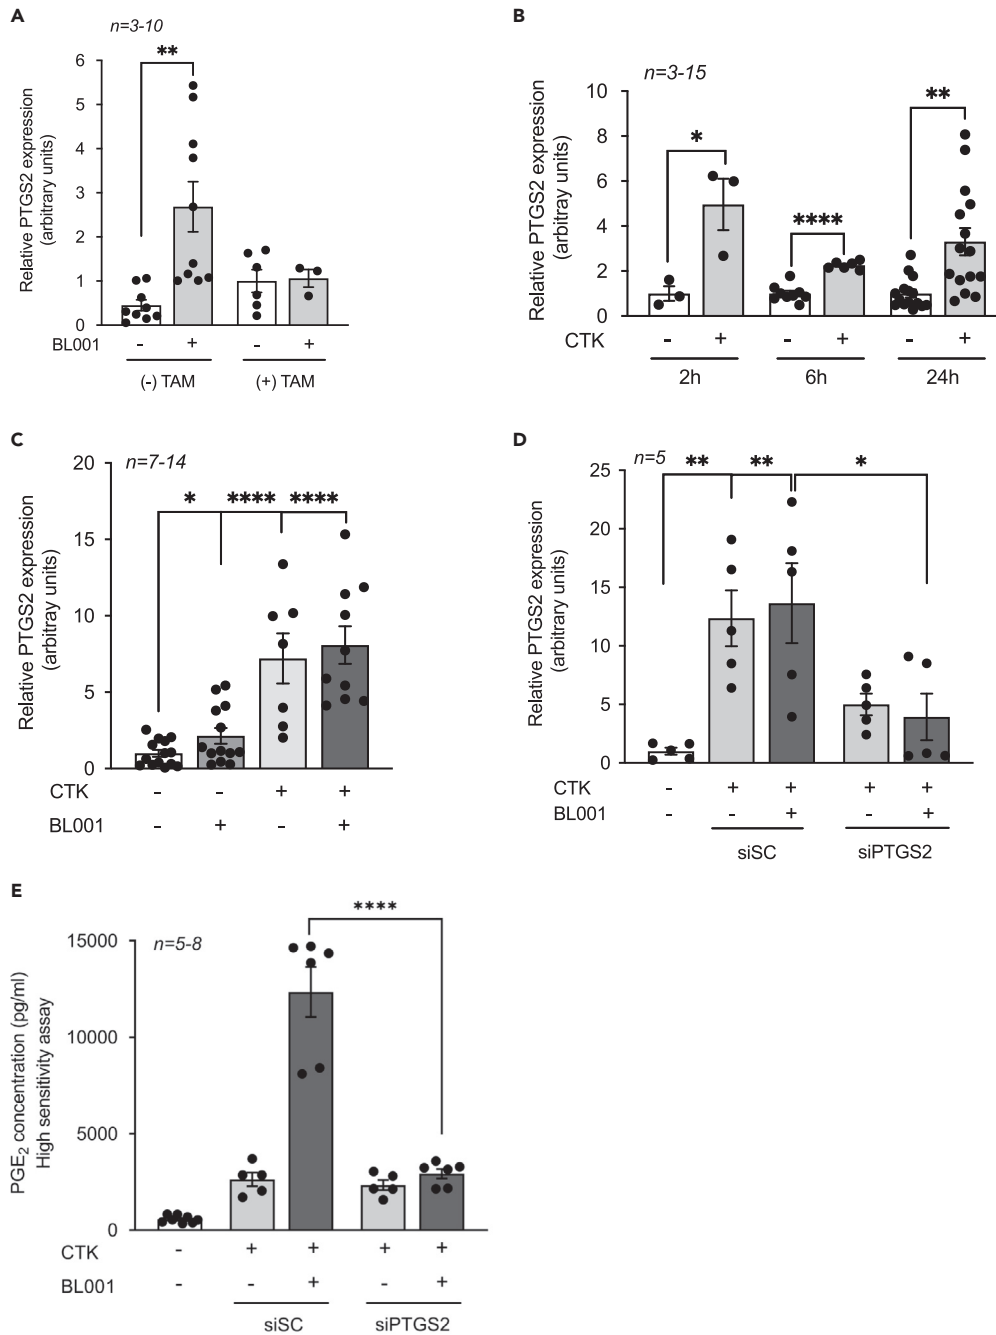 A
n=3-10
**
Relative PTGS2 expression
(arbitrary units)
6
5
4
3
2
1
0
BL001 - + - +
(-) TAM (+) TAM
B
n=3-15
* **** **
Relative PTGS2 expression
(arbitray units)
10
8
6
4
2
0
CTK - + - + - +
2h 6h 24h
C
n=7-14
* **** ****
Relative PTGS2 expression
(arbitray units)
20
15
10
5
0
CTK - - + +
BL001 - + - +
D
n=5
** ** *
Relative PTGS2 expression
(arbitrary units)
25
20
15
10
5
0
CTK - + + + +
BL001 - - + - +
siSC siPTGS2
E
n=5-8
****
PGE2 concentration (pg/ml)
High sensitivity assay
15000
10000
5000
0
CTK - + + + +
BL001 - - + - +
siSC siPTGS2